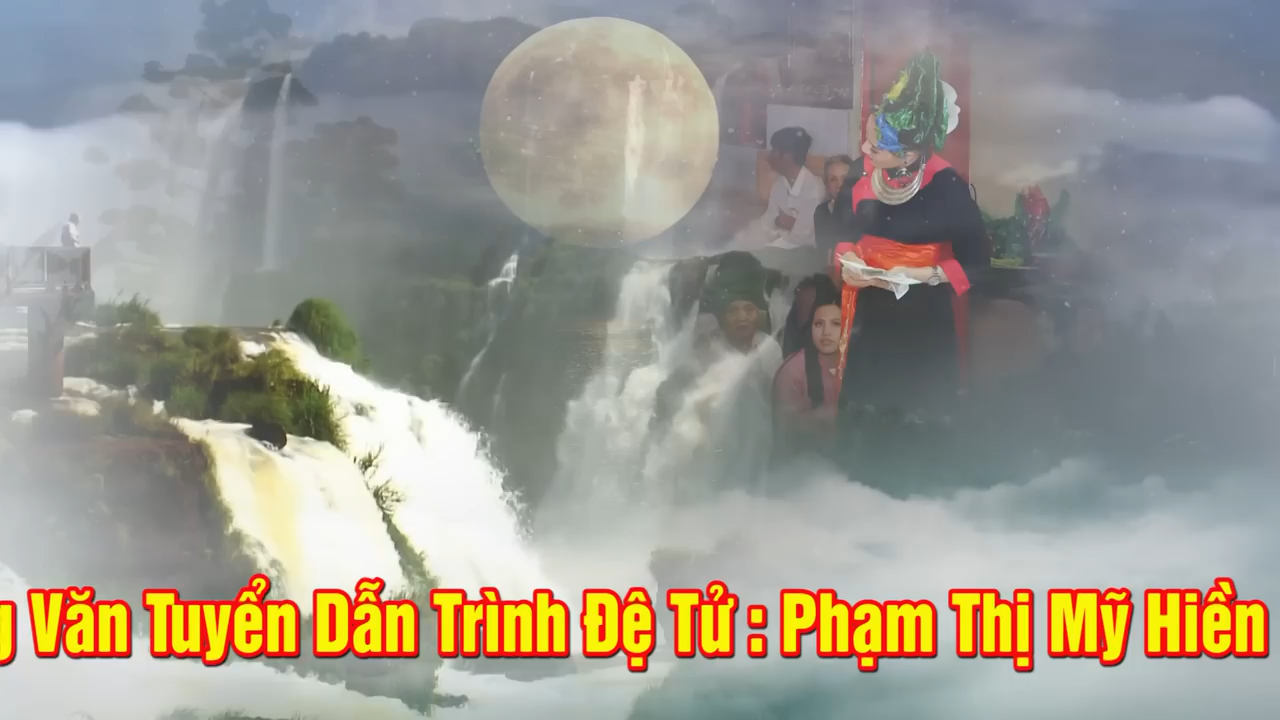 g Văn Tuyển Dẫn Trình Đệ Tử : Phạm Thị Mỹ Hiền